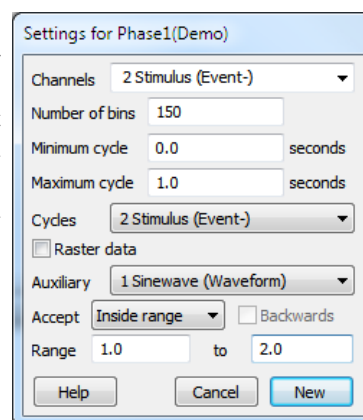 Settings for Phase1(Demo)
Channels 2 Stimulus (Event-)
Number of bins 150
Minimum cycle 0.0 seconds
Maximum cycle 1.0 seconds
Cycles 2 Stimulus (Event-)
Raster data
Auxiliary 1 Sinewave (Waveform)
Accept Inside range Backwards
Range 1.0 to 2.0
Help Cancel New